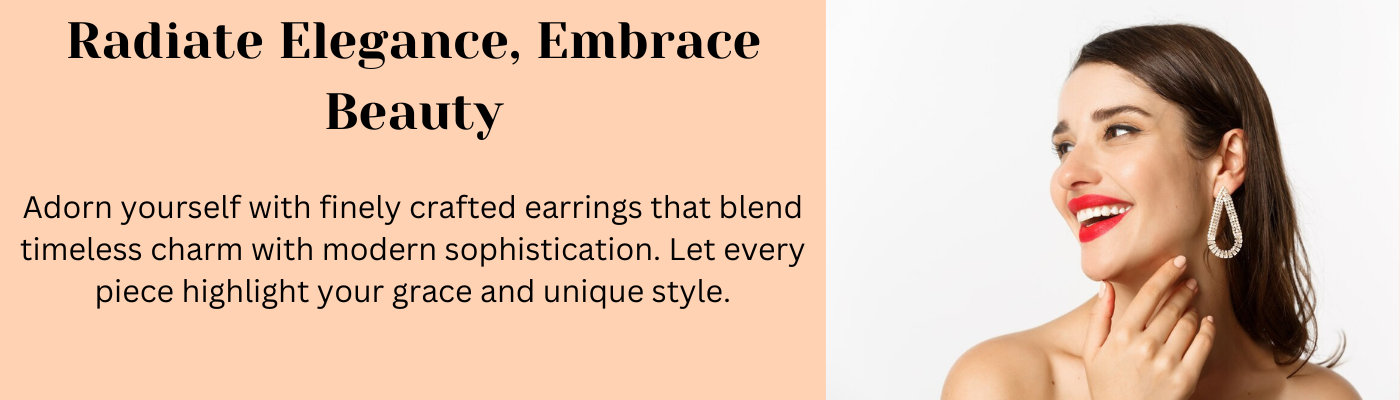 Radiate Elegance, Embrace
Beauty
Adorn yourself with finely crafted earrings that blend
timeless charm with modern sophistication. Let every
piece highlight your grace and unique style.